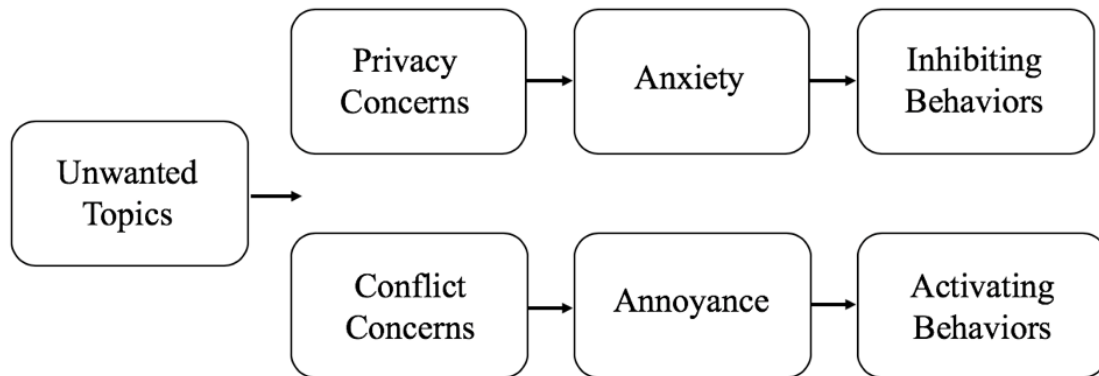 Privacy
Concerns
Anxiety
Inhibiting
Behaviors
Unwanted
Topics
Conflict
Concerns
Annoyance
Activating
Behaviors